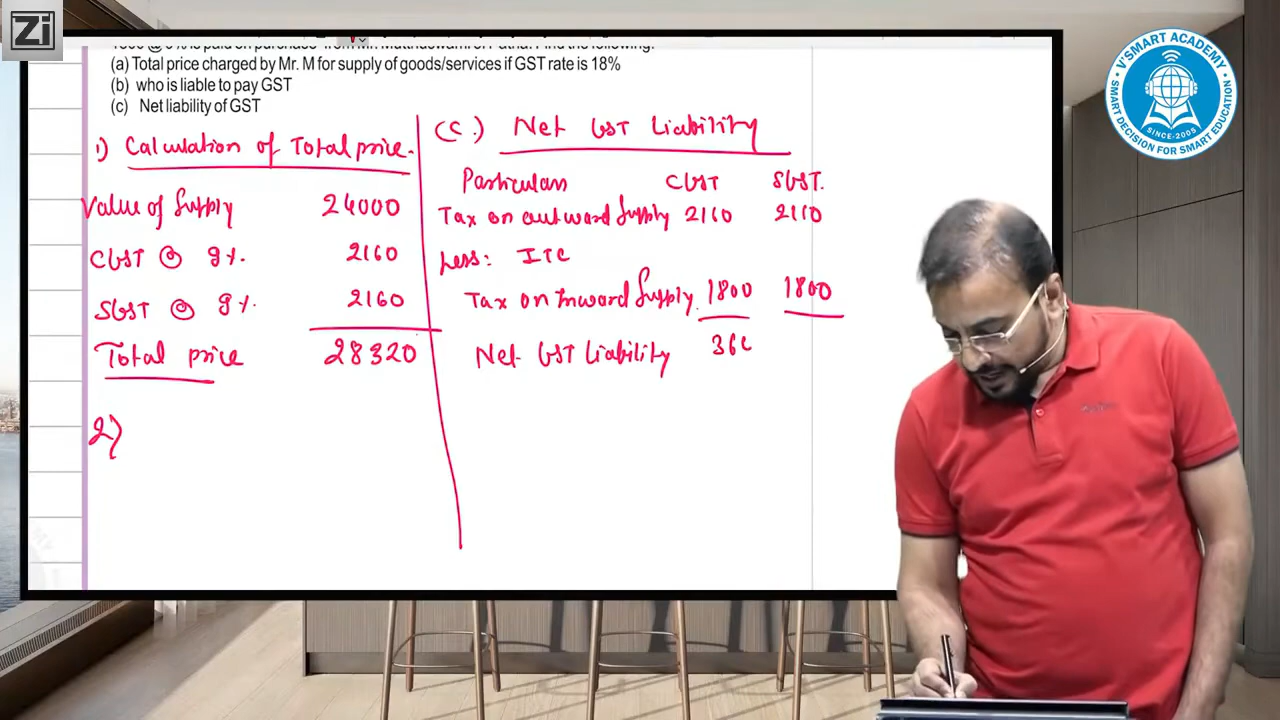 Zi
(a) Total price charged by Mr. M for supply of goods/services if GST rate is 18%
(b) who is liable to pay GST
(c) Net liability of GST
1) Calculation of Total price.
Value of Supply 24000
CGST @ 9%. 2160
SGST @ 9%. 2160
Total price 28320
2)
(C.) Net GST Liability
Particulars CGST SGST.
Tax on outward Supply 2160 2160
Less: ITC
Tax on Inward Supply 1800 1800
Net GST Liability 36
V'SMART ACADEMY
SINCE-2005
SMART DECISION FOR SMART EDUCATION